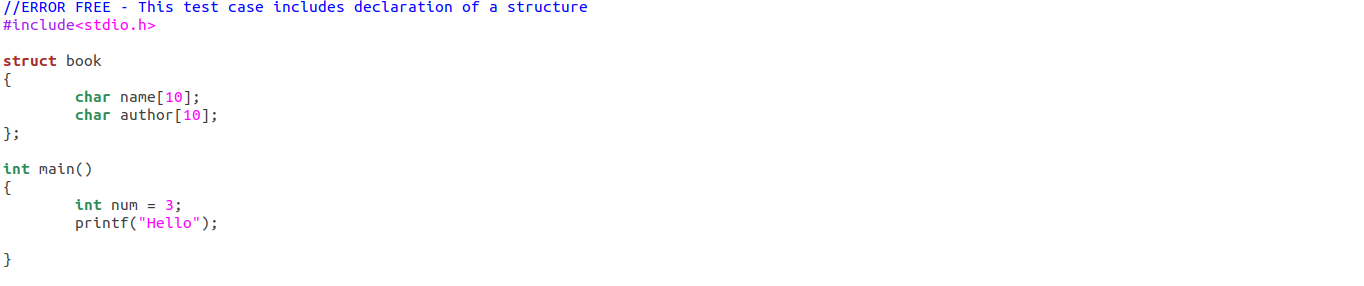 //ERROR FREE - This test case includes declaration of a structure
#include<stdio.h>
struct book
{
char name[10];
char author[10];
};
int main()
{
int num = 3;
printf("Hello");
}